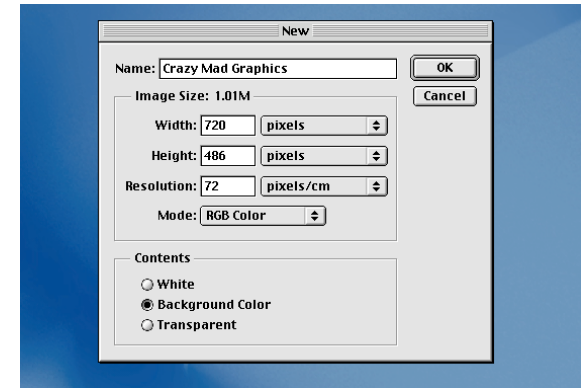 New
Name: Crazy Mad Graphics
OK
Image Size: 1.01M
Cancel
Width: 720 pixels
Height: 486 pixels
Resolution: 72 pixels/cm
Mode: RGB Color
Contents
White
Background Color
Transparent